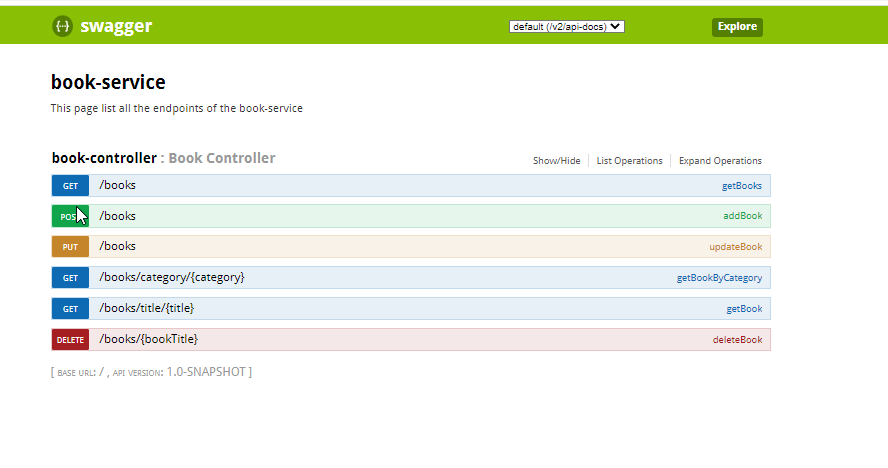 {···} swagger default (/v2/api-docs) Explore
book-service
This page list all the endpoints of the book-service
book-controller : Book Controller Show/Hide List Operations Expand Operations
GET /books getBooks
POS /books addBook
PUT /books updateBook
GET /books/category/{category} getBookByCategory
GET /books/title/{title} getBook
DELETE /books/{bookTitle} deleteBook
[ BASE URL: / , API VERSION: 1.0-SNAPSHOT ]